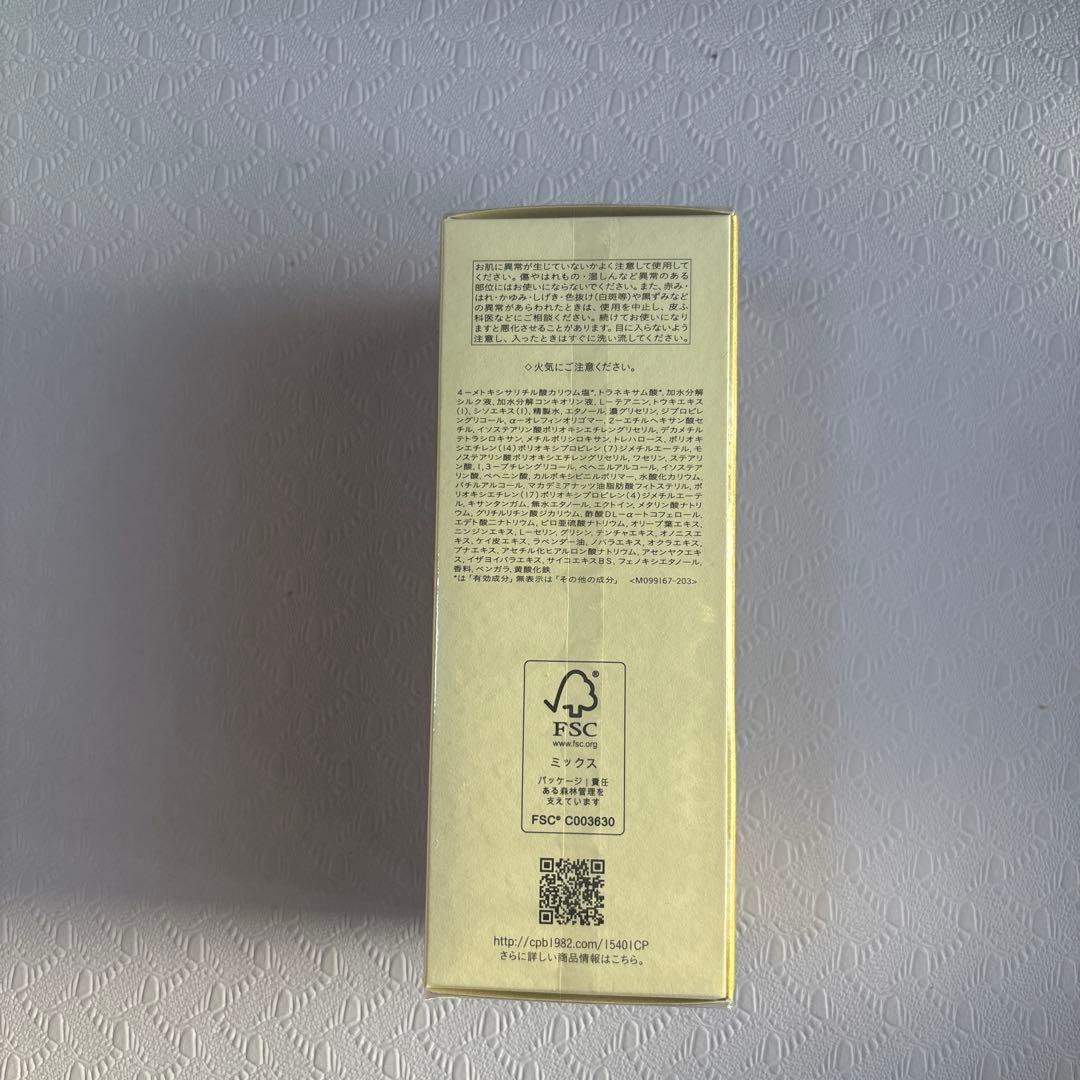 お肌に異常が生じていないかよく注意して使用して
ください。傷やはれもの・湿しんなど異常のある
部位にはお使いにならないでください。また、赤み・
はれ・かゆみ・しげき・色抜け(白斑等)や黒ずみなど
の異常があらわれたときは、使用を中止し、皮ふ
科医などにご相談ください。続けてお使いになり
ますと悪化させることがあります。目に入らないよう
注意し、入ったときはすぐに洗い流してください。
◇火気にご注意ください。
4-メトキシサリチル酸カリウム塩*,トラネキサム酸*,加水分解
シルク液,加水分解コンキオリン液,L-テアニン,トウキエキス
(1),シソエキス(1),精製水,エタノール,濃グリセリン,ジプロピレ
ングリコール,α-オレフィンオリゴマー,2-エチルヘキサン酸セ
チル,イソステアリン酸ポリオキシエチレングリセリル,デカメチル
テトラシロキサン,メチルポリシロキサン,トレハロース,ポリオキ
シエチレン(14)ポリオキシプロピレン(7)ジメチルエーテル,モ
ノステアリン酸ポリオキシエチレングリセリル,ワセリン,ステアリ
ン酸,1,3-ブチレングリコール,ベヘニルアルコール,イソステア
リン酸,ベヘニン酸,カルボキシビニルポリマー,水酸化カリウム,
バチルアルコール,マカデミアナッツ油脂肪酸フィトステリル,ポ
リオキシエチレン(17)ポリオキシプロピレン(4)ジメチルエーテ
ル,キサンタンガム,無水エタノール,エクトイン,メタリン酸ナトリ
ウム,グリチルリチン酸ジカリウム,酢酸DL-α-トコフェロール,
エデト酸二ナトリウム,ピロ亜硫酸ナトリウム,オリーブ葉エキス,
ニンジンエキス,L-セリン,グリシン,テンチャエキス,オノニスエ
キス,ケイ皮エキス,ラベンダー油,ノバラエキス,オクラエキス,
ブナエキス,アセチル化ヒアルロン酸ナトリウム,アセンヤクエキ
ス,イザヨイバラエキス,サイコエキスBS,フェノキシエタノール,
香料,ベンガラ,黄酸化鉄
*は「有効成分」無表示は「その他の成分」 <M099167-203>
FSC®
www.fsc.org
ミックス
パッケージ|責任
ある森林管理を
支えています
FSC® C003630
http://cpb1982.com/15401CP
さらに詳しい商品情報はこちら。